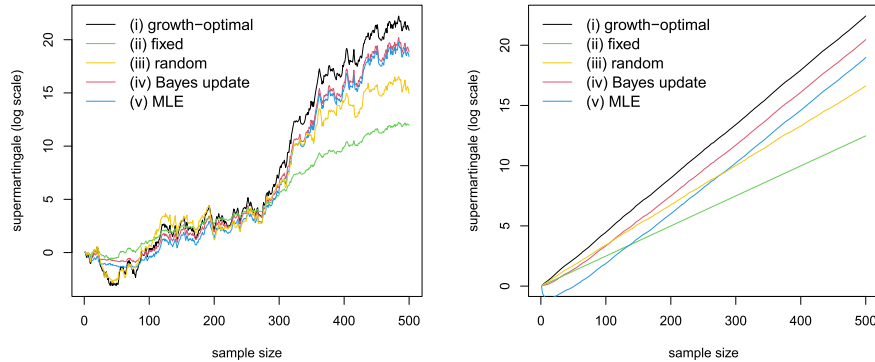 (i) growth−optimal
(ii) fixed
(iii) random
(iv) Bayes update
(v) MLE
supermartingale (log scale)
0
5
10
15
20
0
100
200
300
400
500
sample size
(i) growth−optimal
(ii) fixed
(iii) random
(iv) Bayes update
(v) MLE
supermartingale (log scale)
0
5
10
15
20
0
100
200
300
400
500
sample size